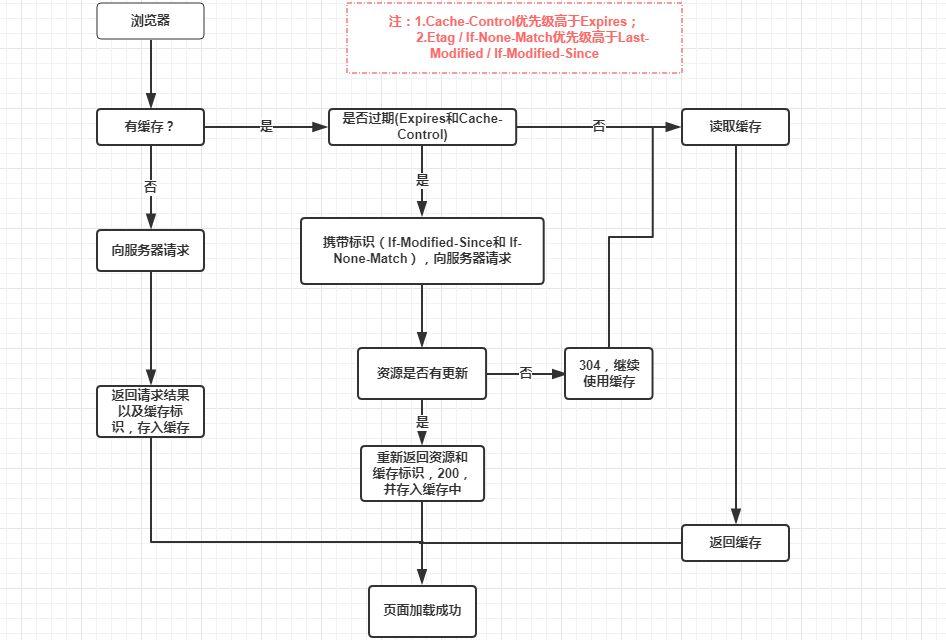 浏览器
注：1.Cache-Control优先级高于Expires；
2.Etag / If-None-Match优先级高于Last-
Modified / If-Modified-Since
有缓存？
是
是否过期(Expires和Cache-
Control)
否
读取缓存
否
是
向服务器请求
携带标识（If-Modified-Since和 If-
None-Match），向服务器请求
资源是否有更新
否
304，继续
使用缓存
返回请求结果
以及缓存标
识，存入缓存
是
重新返回资源和
缓存标识，200，
并存入缓存中
返回缓存
页面加载成功